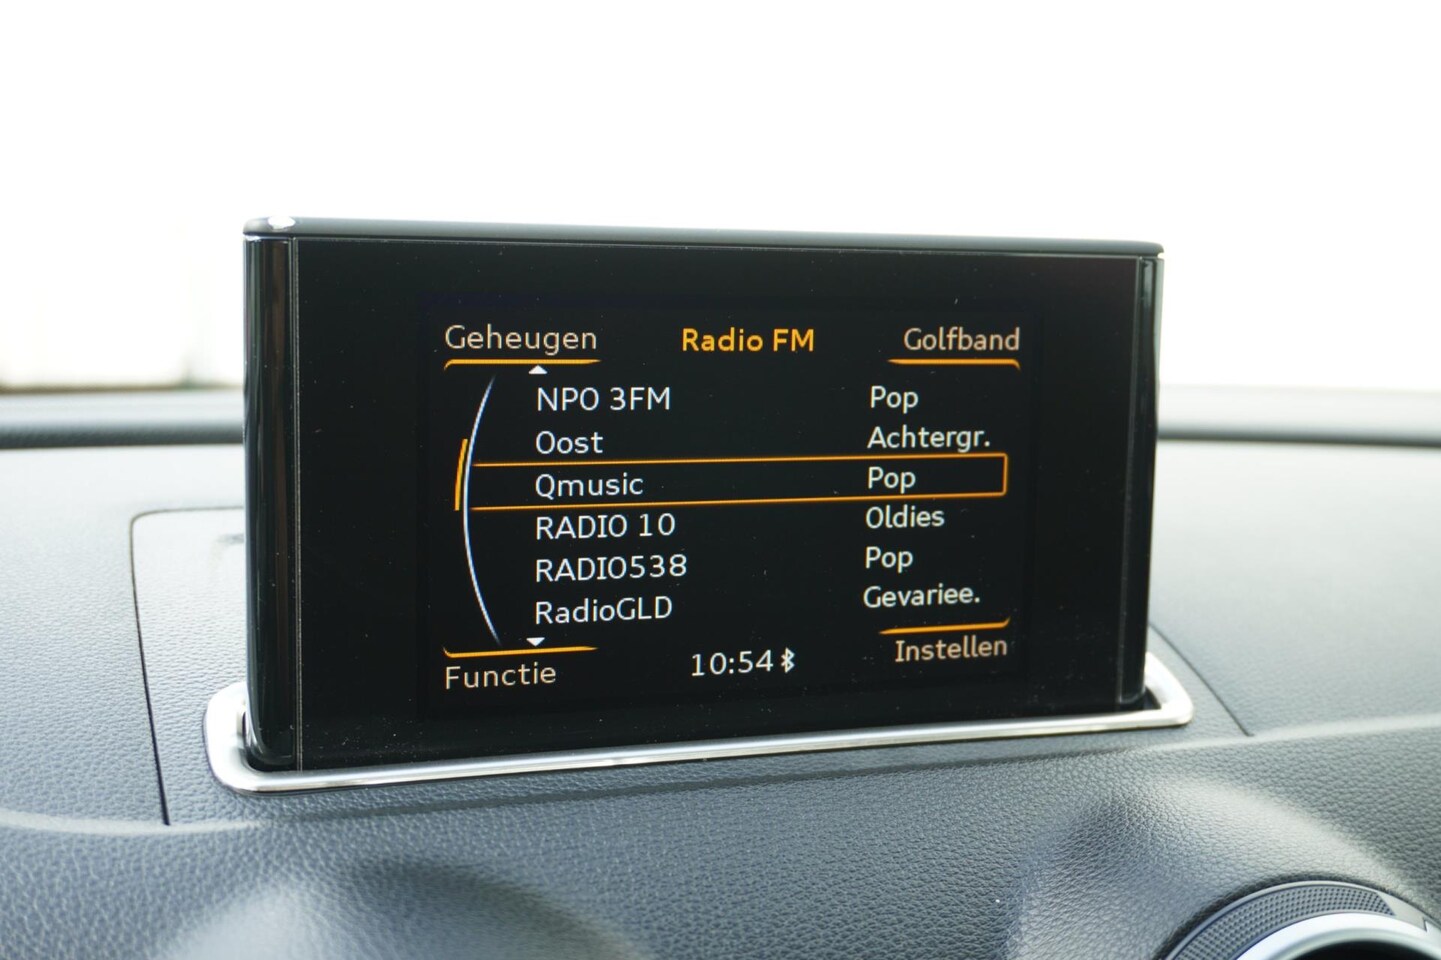 Geheugen Radio FM Golfband
NPO 3FM Pop
Oost Achtergr.
Qmusic Pop
RADIO 10 Oldies
RADIO538 Pop
RadioGLD Gevariee.
Functie 10:54 Instellen